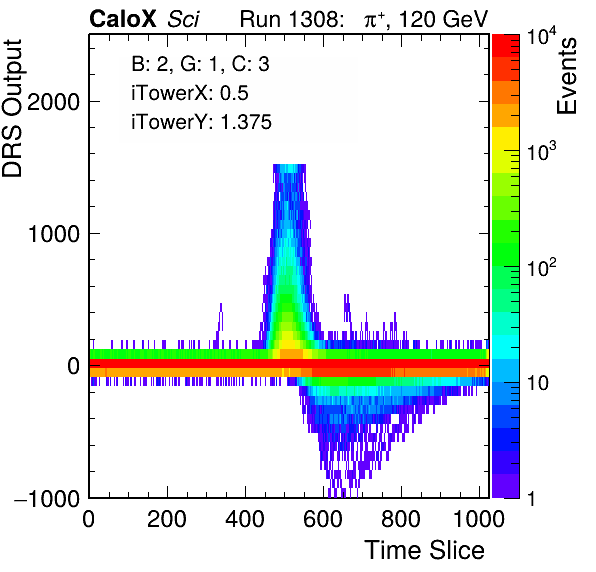 CaloX Sci Run 1308: π⁺, 120 GeV
B: 2, G: 1, C: 3
iTowerX: 0.5
iTowerY: 1.375
DRS Output
2000
1000
0
−1000
0 200 400 600 800 1000
Time Slice
Events
10⁴
10³
10²
10
1